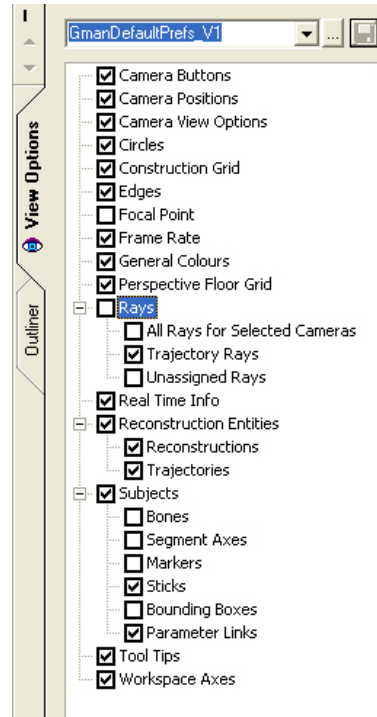 GmanDefaultPrefs_V1
...
Camera Buttons
Camera Positions
Camera View Options
Circles
Construction Grid
Edges
Focal Point
Frame Rate
General Colours
Perspective Floor Grid
Rays
All Rays for Selected Cameras
Trajectory Rays
Unassigned Rays
Real Time Info
Reconstruction Entities
Reconstructions
Trajectories
Subjects
Bones
Segment Axes
Markers
Sticks
Bounding Boxes
Parameter Links
Tool Tips
Workspace Axes
View Options
Outliner